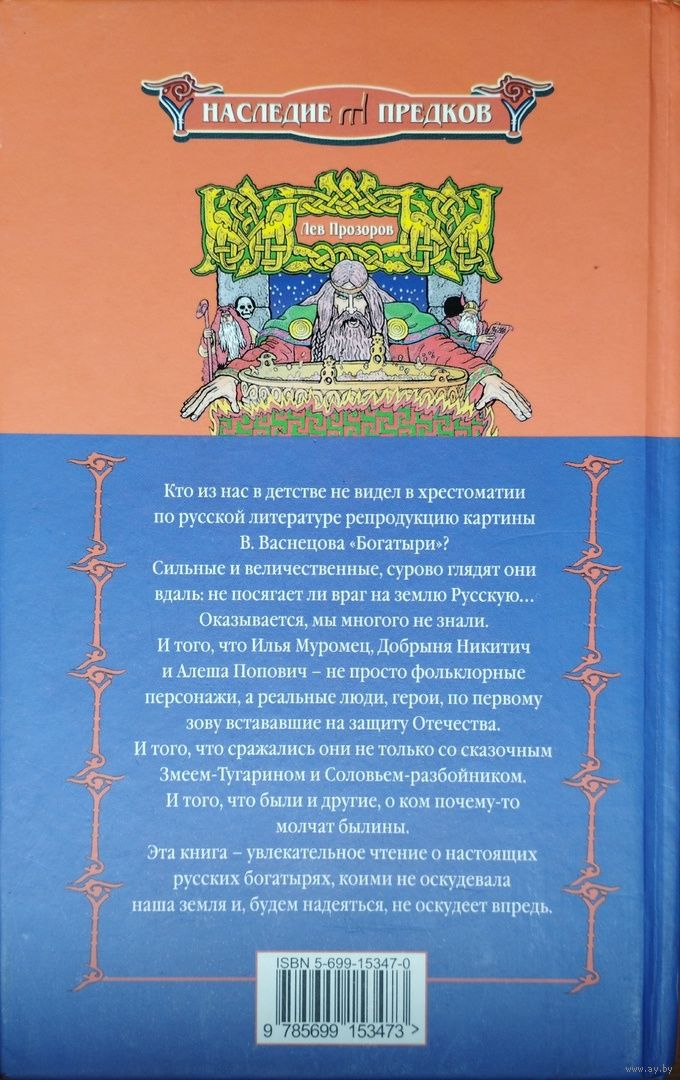 НАСЛЕДИЕ ПРЕДКОВ
Лев Прозоров
Кто из нас в детстве не видел в хрестоматии
по русской литературе репродукцию картины
В. Васнецова «Богатыри»?
Сильные и величественные, сурово глядят они
вдаль: не посягает ли враг на землю Русскую...
Оказывается, мы многого не знали.
И того, что Илья Муромец, Добрыня Никитич
и Алеша Попович – не просто фольклорные
персонажи, а реальные люди, герои, по первому
зову встававшие на защиту Отечества.
И того, что сражались они не только со сказочным
Змеем-Тугарином и Соловьем-разбойником.
И того, что были и другие, о ком почему-то
молчат былины.
Эта книга – увлекательное чтение о настоящих
русских богатырях, коими не оскудевала
наша земля и, будем надеяться, не оскудеет впредь.
ISBN 5-699-15347-0
9 785699 153473 >
www.ay.by